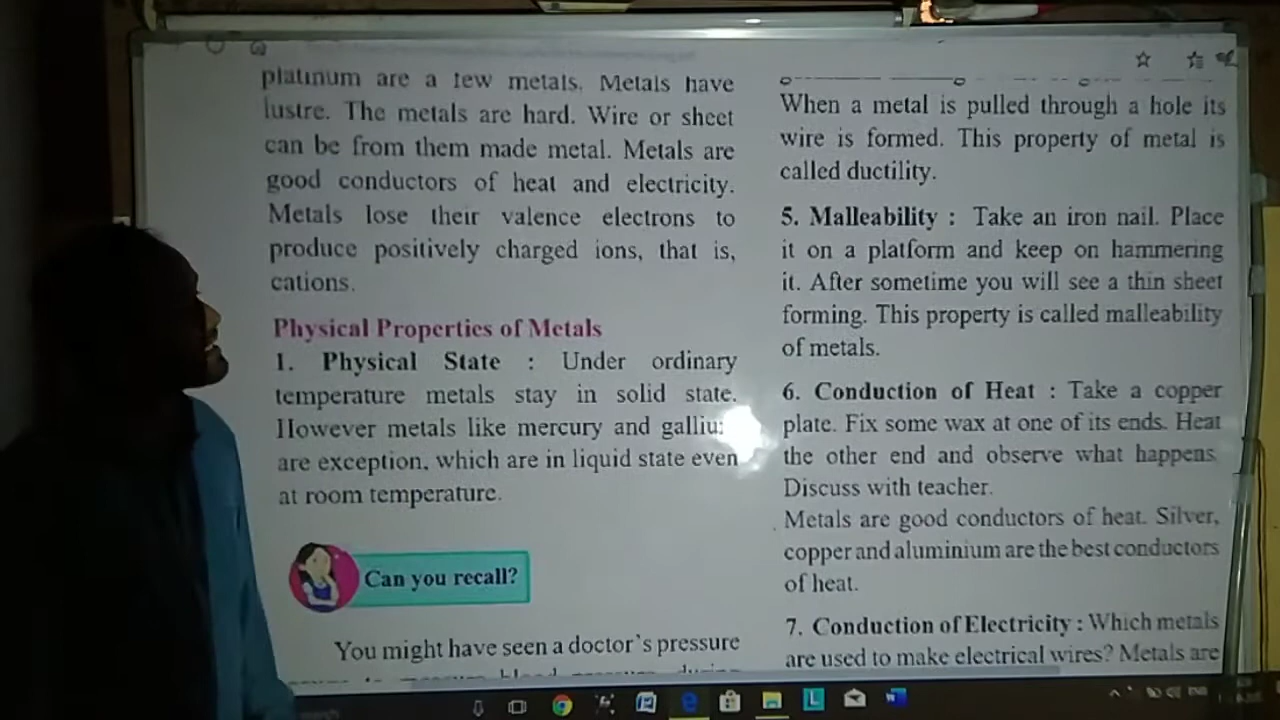 platinum are a few metals. Metals have
lustre. The metals are hard. Wire or sheet
can be from them made metal. Metals are
good conductors of heat and electricity.
Metals lose their valence electrons to
produce positively charged ions, that is,
cations.
Physical Properties of Metals
1. Physical State : Under ordinary
temperature metals stay in solid state.
However metals like mercury and
are exception, which are in liquid state even
at room temperature.
Can you recall?
You might have seen a doctor's pressure
When a metal is pulled through a hole its
wire is formed. This property of metal is
called ductility.
5. Malleability : Take an iron nail. Place
it on a platform and keep on hammering
it. After sometime you will see a thin sheet
forming. This property is called malleability
of metals.
6. Conduction of Heat : Take a copper
plate. Fix some wax at one of its ends. Heat
the other end and observe what happens.
Discuss with teacher.
Metals are good conductors of heat. Silver,
copper and aluminium are the best conductors
of heat.
7. Conduction of Electricity : Which metals
are used to make electrical wires? Metals are